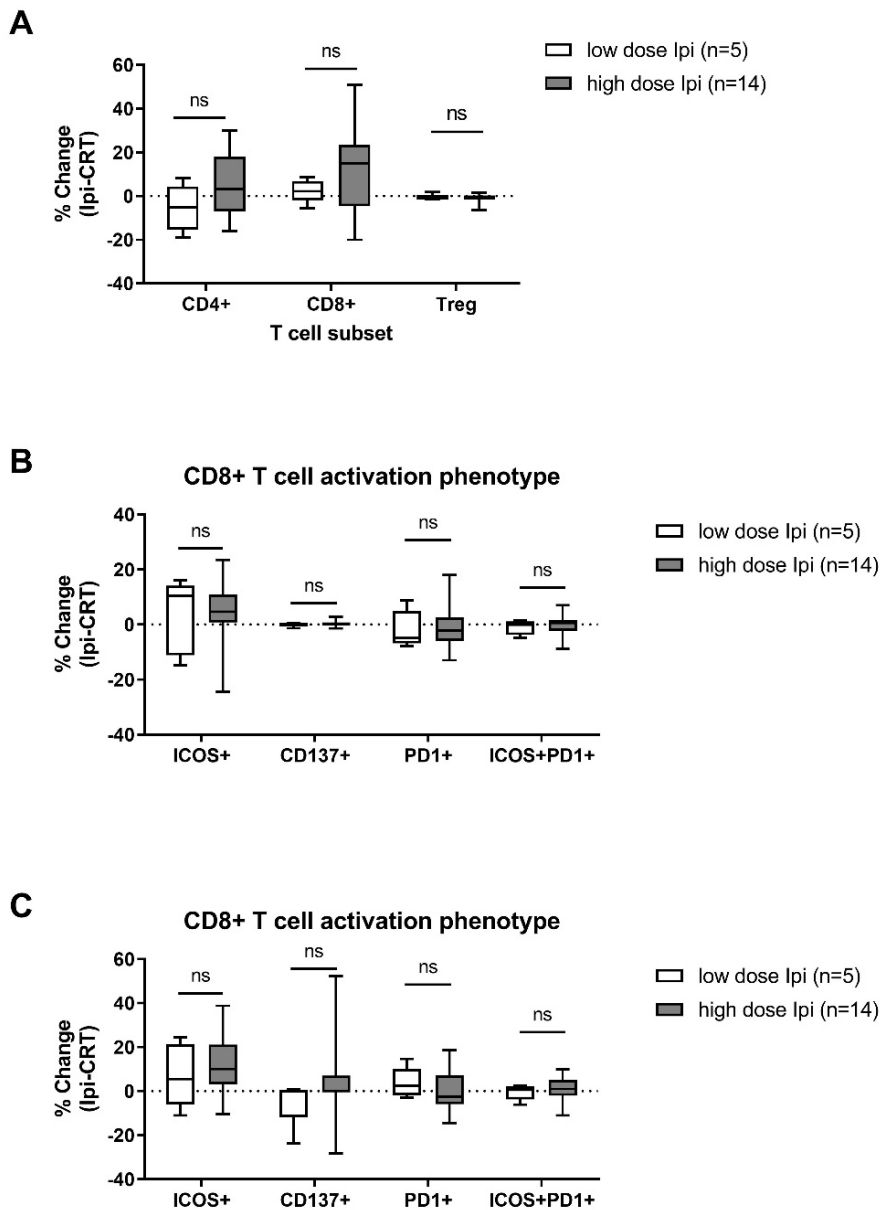 A
low dose Ipi (n=5)
high dose Ipi (n=14)
ns
ns
ns
60
40
20
0
-20
-40
% Change
(Ipi-CRT)
CD4+
CD8+
Treg
T cell subset
B
CD8+ T cell activation phenotype
low dose Ipi (n=5)
high dose Ipi (n=14)
ns
ns
ns
ns
40
20
0
-20
-40
% Change
(Ipi-CRT)
ICOS+
CD137+
PD1+
ICOS+PD1+
C
CD8+ T cell activation phenotype
low dose Ipi (n=5)
high dose Ipi (n=14)
ns
ns
ns
ns
60
40
20
0
-20
-40
% Change
(Ipi-CRT)
ICOS+
CD137+
PD1+
ICOS+PD1+